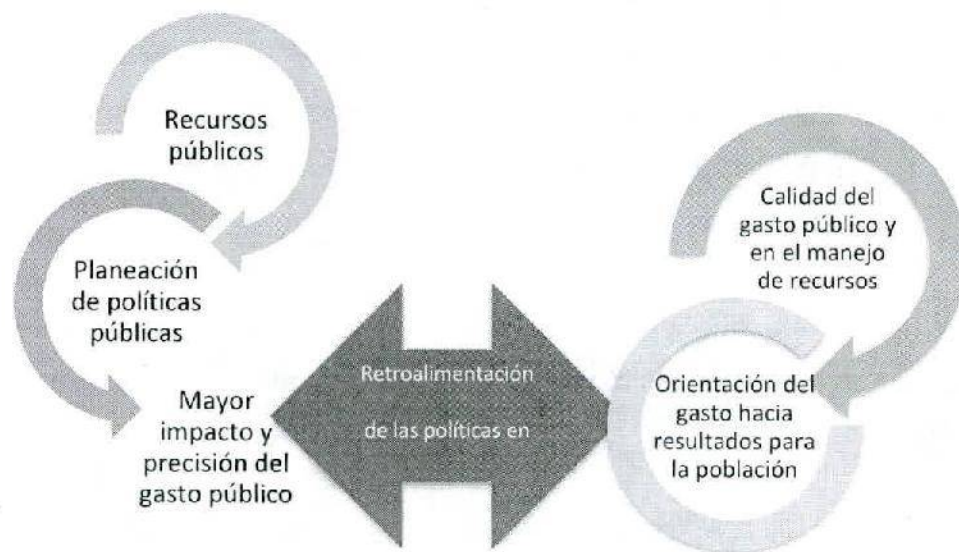 Recursos
públicos
Planeación
de políticas
públicas
Mayor
impacto y
precisión del
gasto público
Retroalimentación
de las políticas en
Calidad del
gasto público y
en el manejo
de recursos
Orientación del
gasto hacia
resultados para
la población